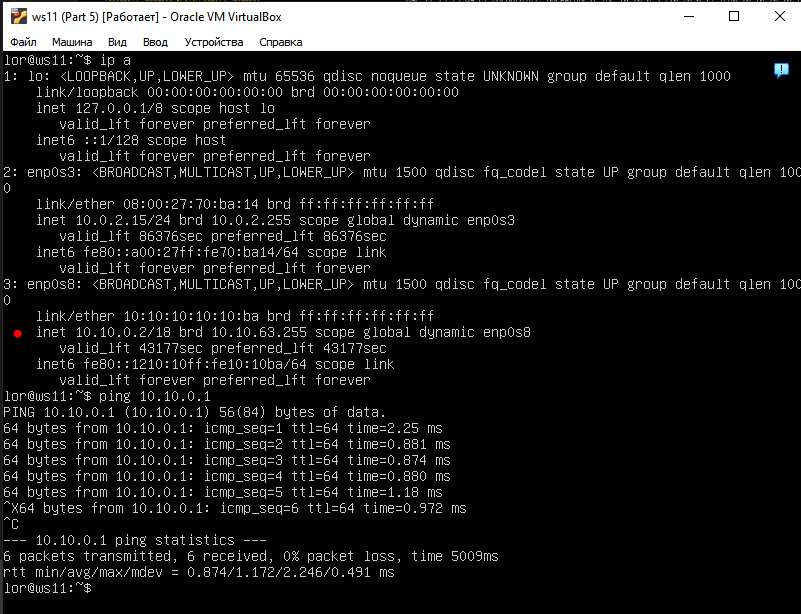 ws11 (Part 5) [Работает] - Oracle VM VirtualBox
Файл Машина Вид Ввод Устройства Справка
lor@ws11:~$ ip a
1: lo: <LOOPBACK,UP,LOWER_UP> mtu 65536 qdisc noqueue state UNKNOWN group default qlen 1000
    link/loopback 00:00:00:00:00:00 brd 00:00:00:00:00:00
    inet 127.0.0.1/8 scope host lo
       valid_lft forever preferred_lft forever
    inet6 ::1/128 scope host
       valid_lft forever preferred_lft forever
2: enp0s3: <BROADCAST,MULTICAST,UP,LOWER_UP> mtu 1500 qdisc fq_codel state UP group default qlen 100
0
    link/ether 08:00:27:70:ba:14 brd ff:ff:ff:ff:ff:ff
    inet 10.0.2.15/24 brd 10.0.2.255 scope global dynamic enp0s3
       valid_lft 86376sec preferred_lft 86376sec
    inet6 fe80::a00:27ff:fe70:ba14/64 scope link
       valid_lft forever preferred_lft forever
3: enp0s8: <BROADCAST,MULTICAST,UP,LOWER_UP> mtu 1500 qdisc fq_codel state UP group default qlen 100
0
    link/ether 10:10:10:10:10:ba brd ff:ff:ff:ff:ff:ff
    inet 10.10.0.2/18 brd 10.10.63.255 scope global dynamic enp0s8
       valid_lft 43177sec preferred_lft 43177sec
    inet6 fe80::1210:10ff:fe10:10ba/64 scope link
       valid_lft forever preferred_lft forever
lor@ws11:~$ ping 10.10.0.1
PING 10.10.0.1 (10.10.0.1) 56(84) bytes of data.
64 bytes from 10.10.0.1: icmp_seq=1 ttl=64 time=2.25 ms
64 bytes from 10.10.0.1: icmp_seq=2 ttl=64 time=0.881 ms
64 bytes from 10.10.0.1: icmp_seq=3 ttl=64 time=0.874 ms
64 bytes from 10.10.0.1: icmp_seq=4 ttl=64 time=0.880 ms
64 bytes from 10.10.0.1: icmp_seq=5 ttl=64 time=1.18 ms
^X64 bytes from 10.10.0.1: icmp_seq=6 ttl=64 time=0.972 ms
^C
--- 10.10.0.1 ping statistics ---
6 packets transmitted, 6 received, 0% packet loss, time 5009ms
rtt min/avg/max/mdev = 0.874/1.172/2.246/0.491 ms
lor@ws11:~$